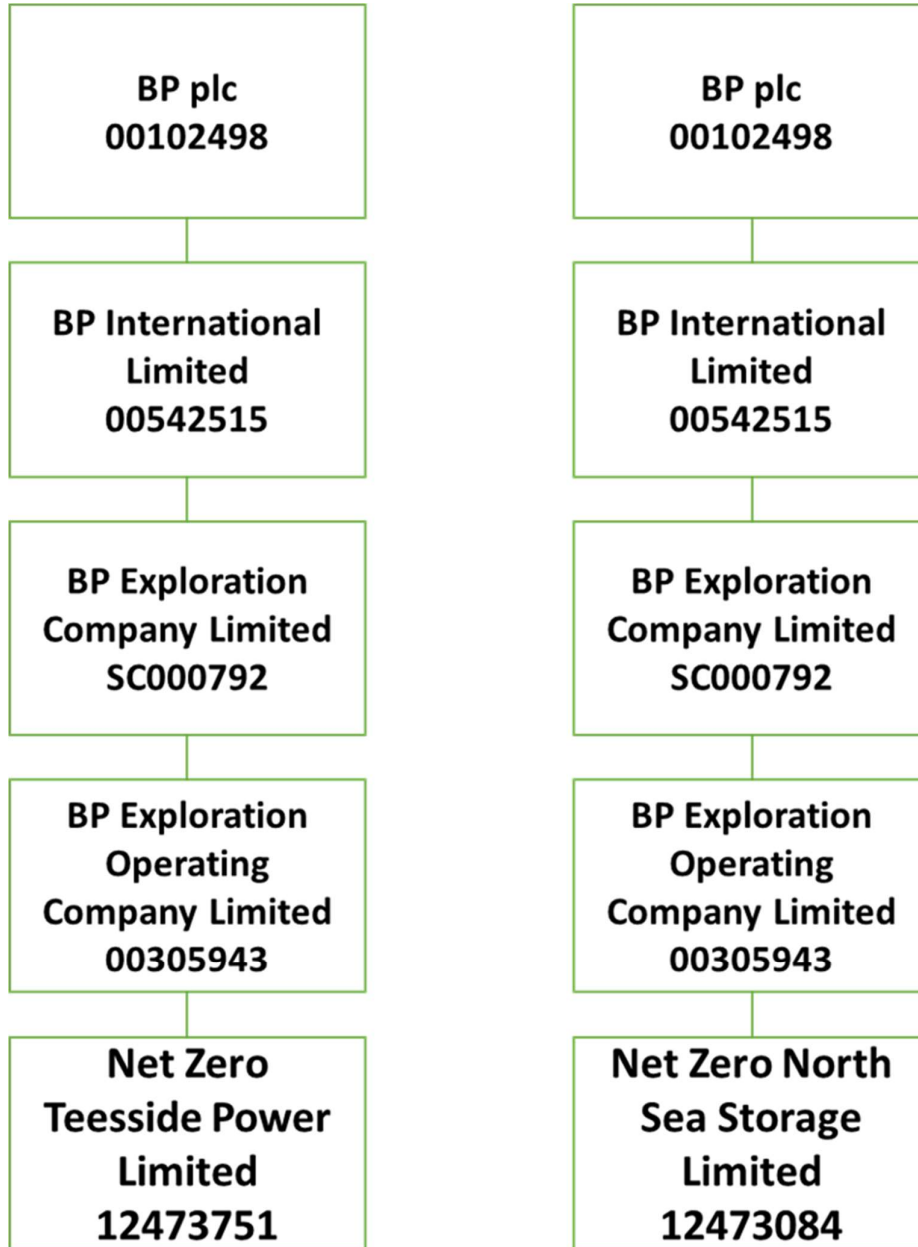 BP plc
00102498
BP International
Limited
00542515
BP Exploration
Company Limited
SC000792
BP Exploration
Operating
Company Limited
00305943
Net Zero
Teesside Power
Limited
12473751
BP plc
00102498
BP International
Limited
00542515
BP Exploration
Company Limited
SC000792
BP Exploration
Operating
Company Limited
00305943
Net Zero North
Sea Storage
Limited
12473084